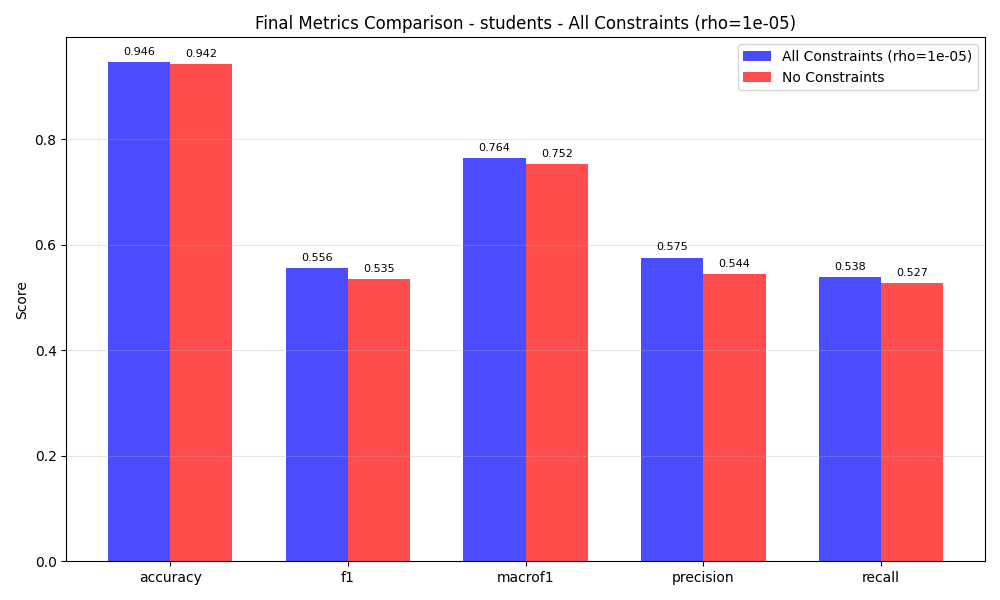 Final Metrics Comparison - students - All Constraints (rho=1e-05)
All Constraints (rho=1e-05)
No Constraints
0.946 0.942
0.556 0.535
0.764 0.752
0.575 0.544
0.538 0.527
Score
0.8
0.6
0.4
0.2
0.0
accuracy f1 macrof1 precision recall